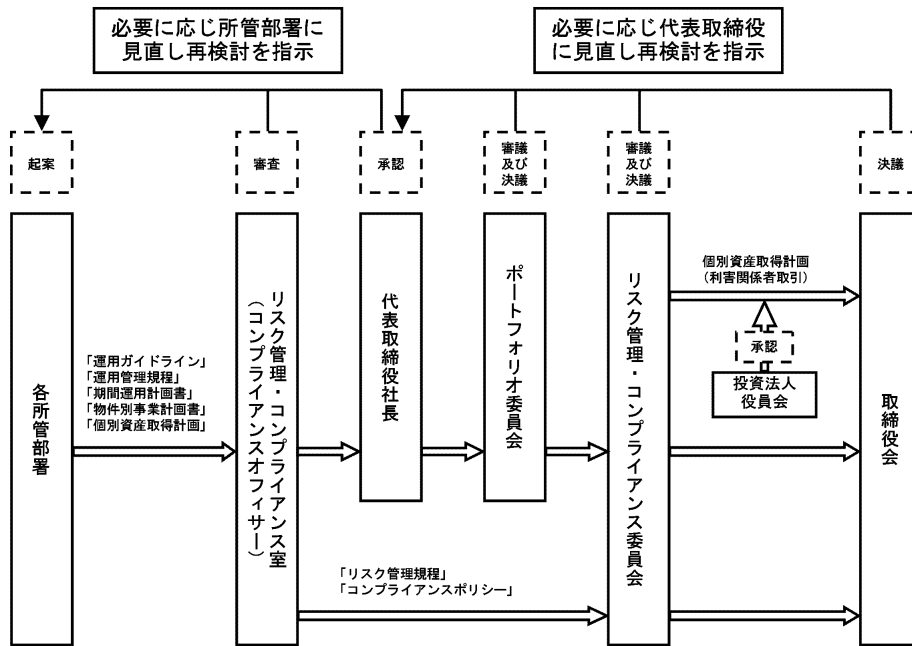 必要に応じ所管部署に
見直し再検討を指示
必要に応じ代表取締役
に見直し再検討を指示
起案
審査
承認
審議
及び
決議
審議
及び
決議
決議
各所管部署
「運用ガイドライン」
「運用管理規程」
「期間運用計画書」
「物件別事業計画書」
「個別資産取得計画」
リスク管理・コンプライアンス室
(コンプライアンスオフィサー)
代表取締役社長
ポートフォリオ委員会
リスク管理・コンプライアンス委員会
個別資産取得計画
(利害関係者取引)
承認
投資法人
役員会
取締役会
「リスク管理規程」
「コンプライアンスポリシー」